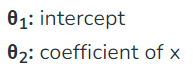 θ₁: intercept
θ₂: coefficient of x